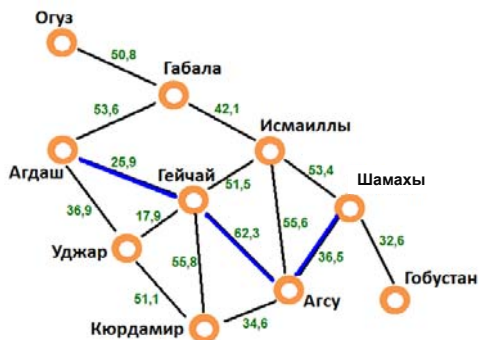 Огуз
50,8
Габала
53,6
42,1
Исмаиллы
Агдаш
25,9
Гейчай
51,5
53,4
Шамахы
36,9
17,9
62,3
55,6
36,5
32,6
Уджар
55,8
51,1
Агсу
Гобустан
Кюрдамир
34,6